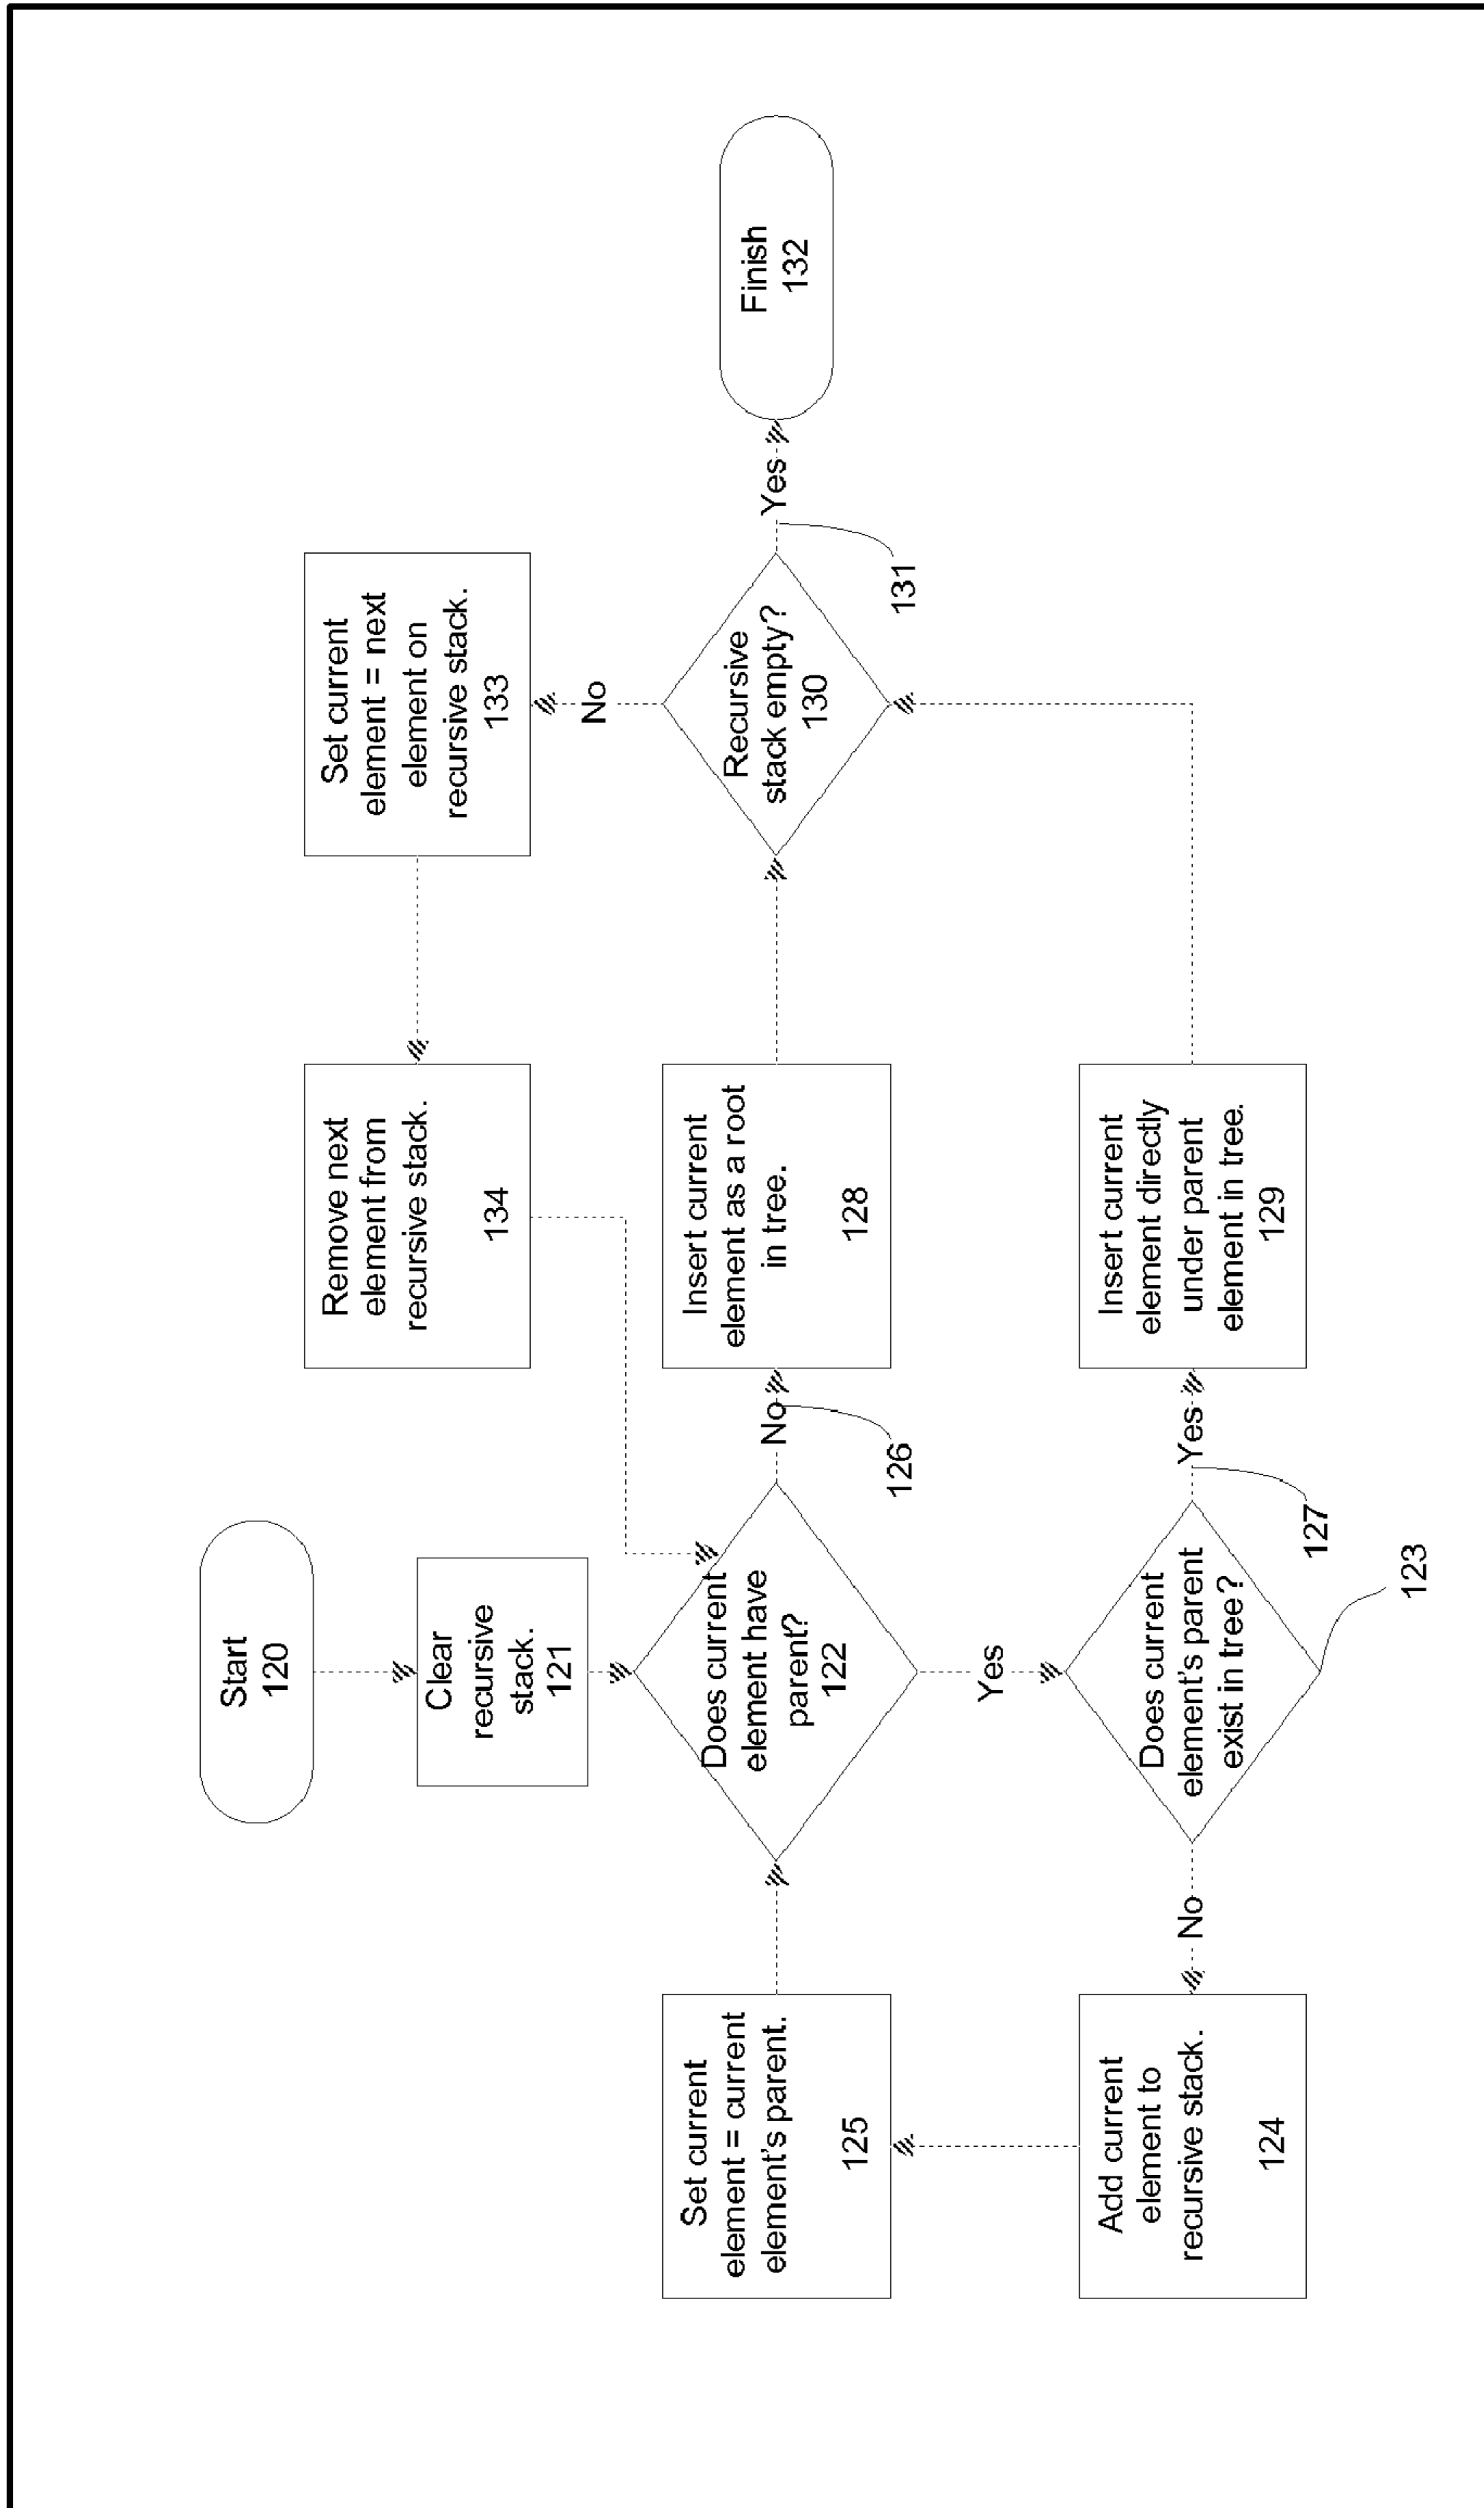 Start
120
Clear
recursive
stack.
121
Does current
element have
parent?
122
Yes
No
126
Does current
element's parent
exist in tree?
123
No
Yes
127
Add current
element to
recursive stack.
124
Set current
element = current
element's parent.
125
Insert current
element as a root
in tree.
128
Insert current
element directly
under parent
element in tree.
129
Recursive
stack empty?
130
Yes
131
No
Finish
132
Set current
element = next
element on
recursive stack.
133
Remove next
element from
recursive stack.
134